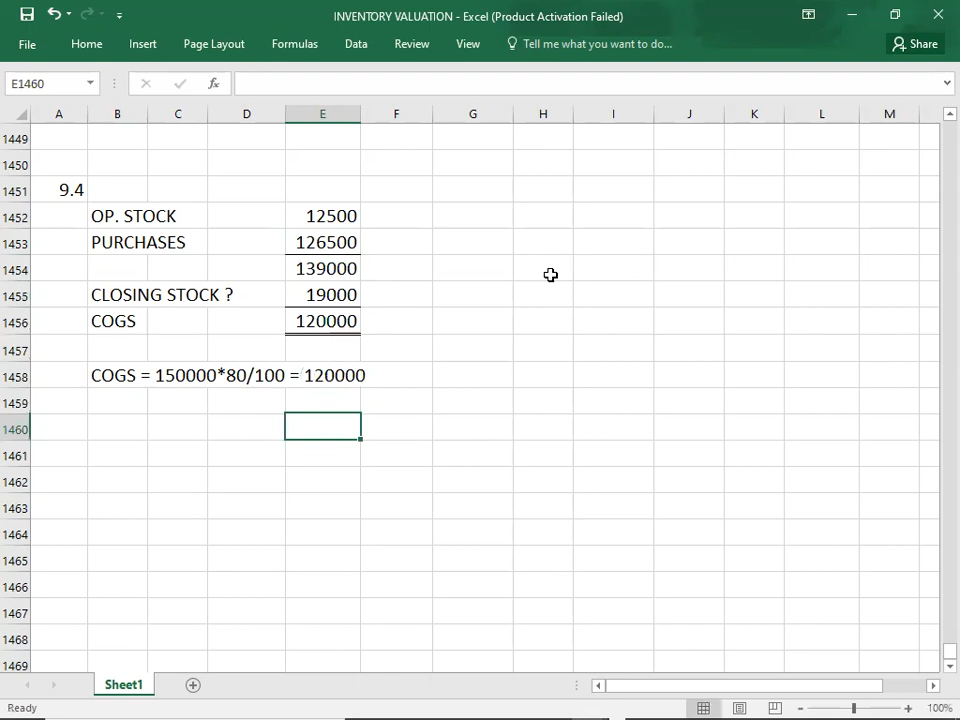 INVENTORY VALUATION - Excel (Product Activation Failed)
File Home Insert Page Layout Formulas Data Review View Tell me what you want to do... Share
E1460 fx
A B C D E F G H I J K L M
1449
1450
1451 9.4
1452 OP. STOCK 12500
1453 PURCHASES 126500
1454 139000
1455 CLOSING STOCK ? 19000
1456 COGS 120000
1457
1458 COGS = 150000*80/100 = 120000
1459
1460
1461
1462
1463
1464
1465
1466
1467
1468
1469
Sheet1
Ready 100%